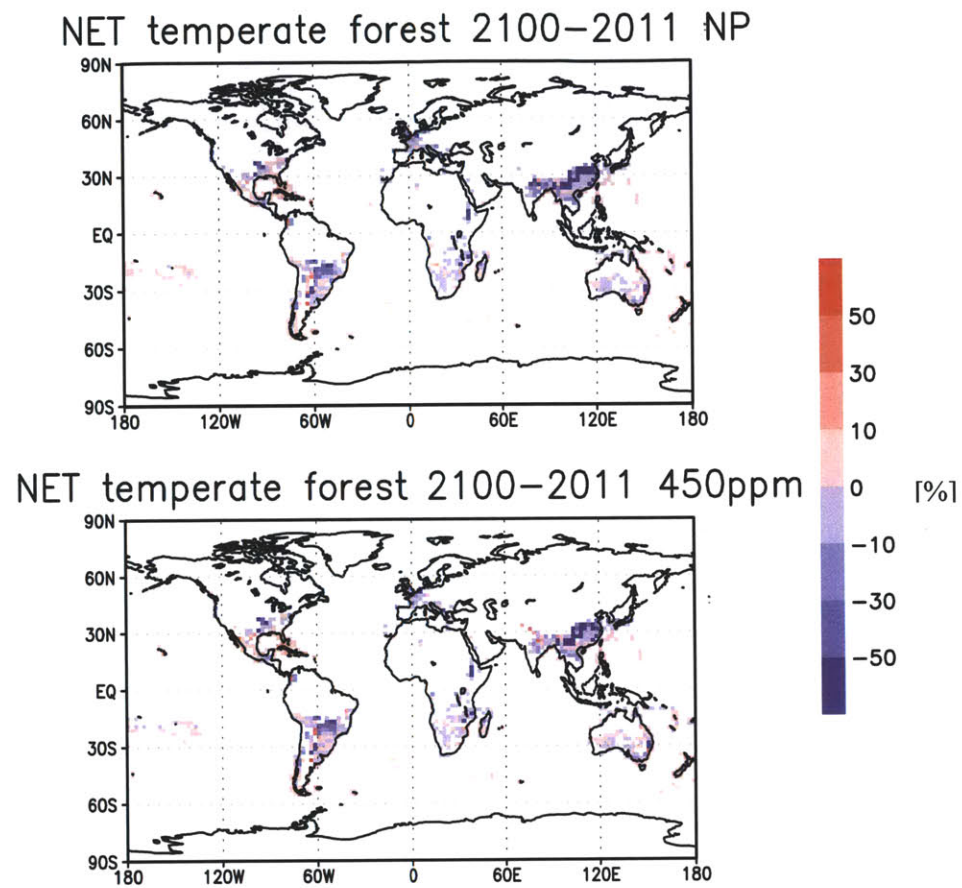 NET temperate forest 2100-2011 NP
90N
60N
30N
EQ
30S
60S
90S
180 120W 60W 0 60E 120E 180
NET temperate forest 2100-2011 450ppm
90N
60N
30N
EQ
30S
60S
90S
180 120W 60W 0 60E 120E 180
50
30
10
0
-10
-30
-50
[%]